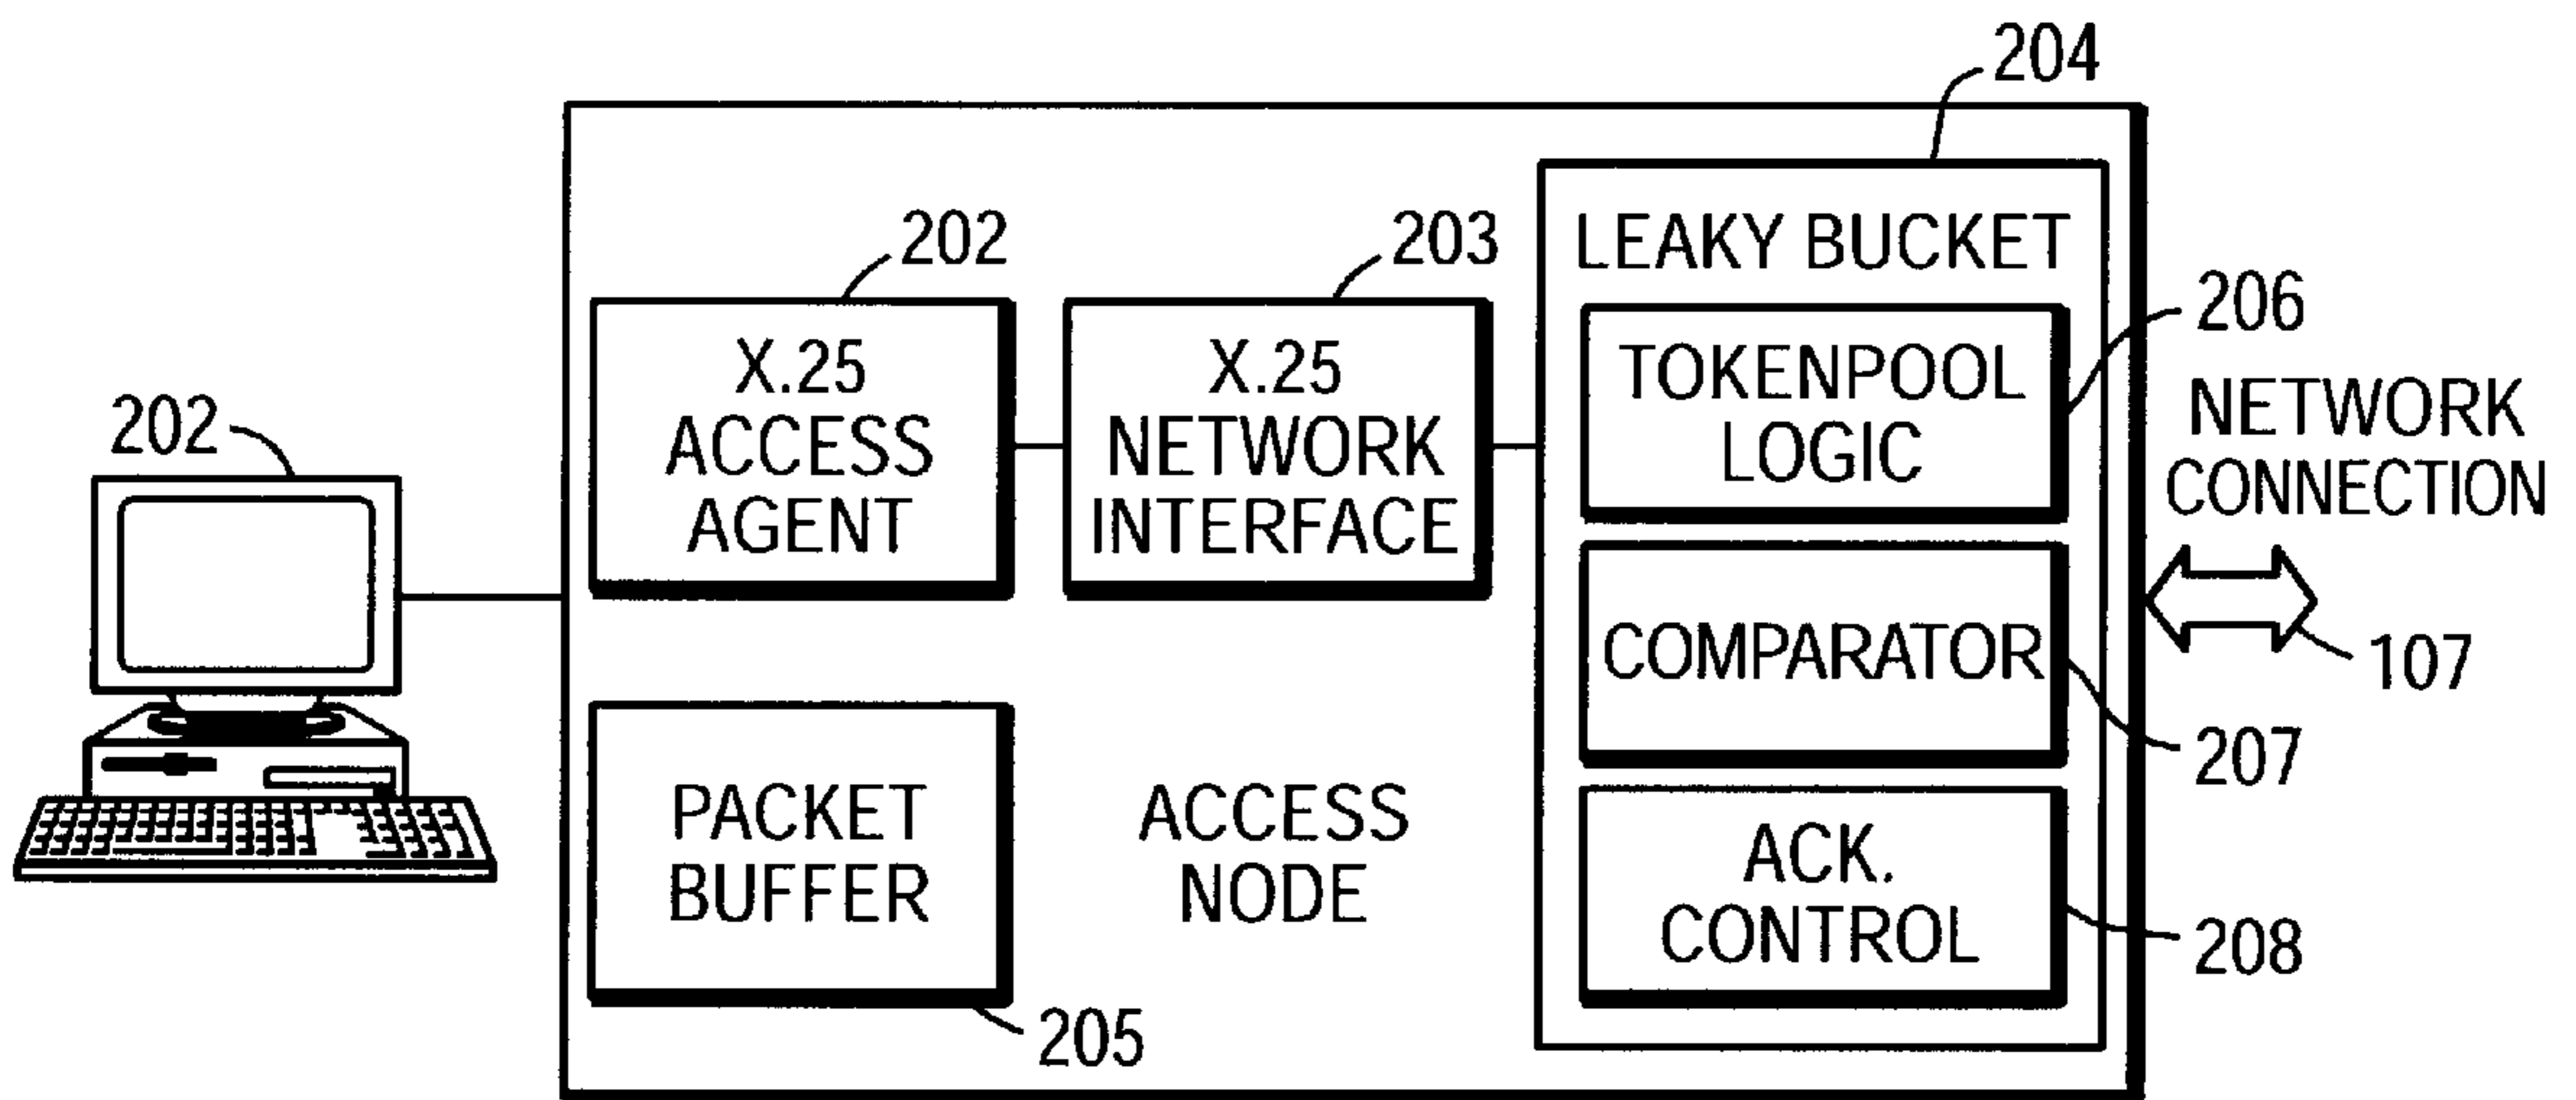 204
202
203
LEAKY BUCKET
206
X.25
ACCESS
AGENT
X.25
NETWORK
INTERFACE
TOKENPOOL
LOGIC
NETWORK
CONNECTION
202
COMPARATOR
107
207
PACKET
BUFFER
ACCESS
NODE
ACK.
CONTROL
208
205